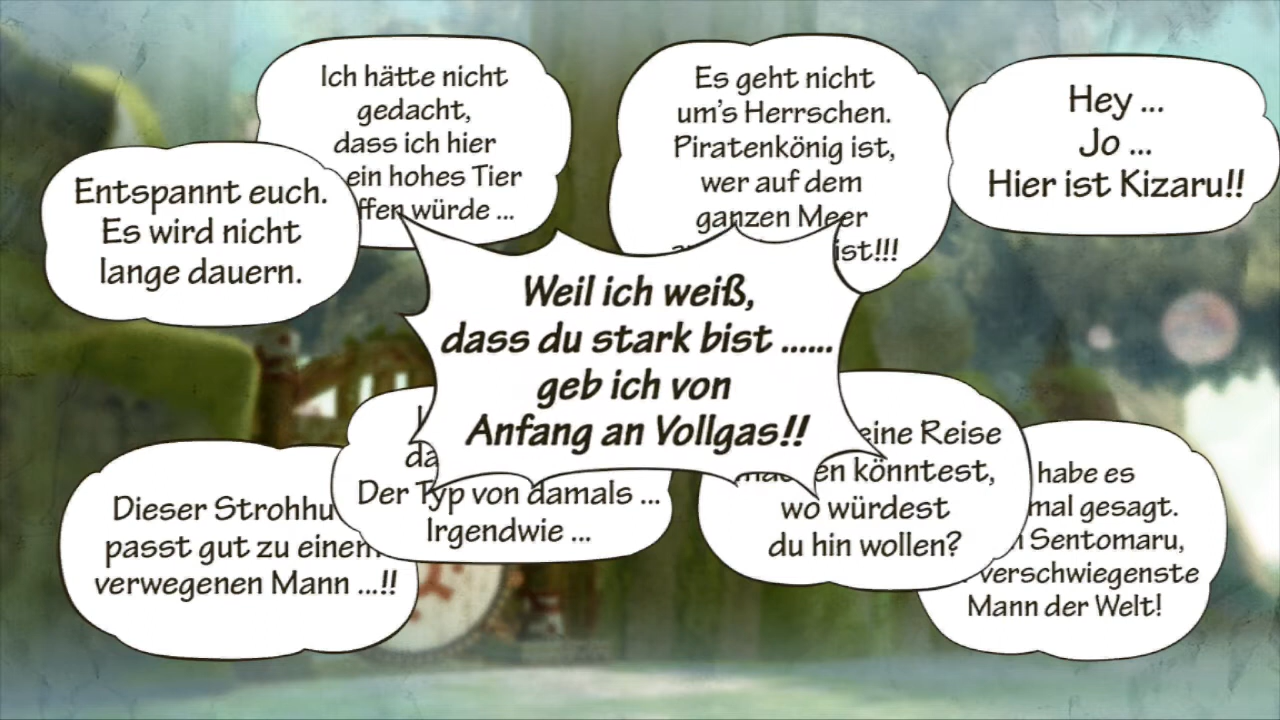 Ich hätte nicht
gedacht,
dass ich hier
ein hohes Tier
würde ...
Es geht nicht
um's Herrschen.
Piratenkönig ist,
wer auf dem
ganzen Meer
ist!!!
Hey ...
Jo ...
Hier ist Kizaru!!
Entspannt euch.
Es wird nicht
lange dauern.
Weil ich weiß,
dass du stark bist ......
geb ich von
Anfang an Vollgas!!
Dieser
passt gut zu einem
verwegenen Mann ...!!
Der Typ von damals ...
Irgendwie ...
Reise
könntest,
wo würdest
du hin wollen?
habe es
gesagt.
Sentomaru,
verschwiegenste
Mann der Welt!